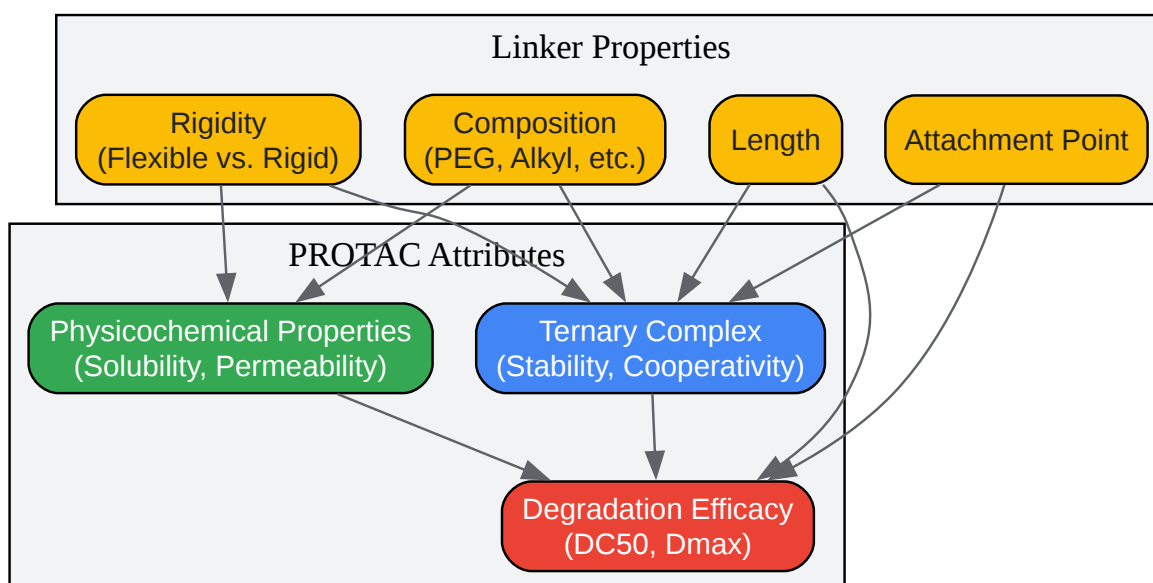 Linker Properties
Rigidity
(Flexible vs. Rigid)
Composition
(PEG, Alkyl, etc.)
Length
Attachment Point
PROTAC Attributes
Physicochemical Properties
(Solubility, Permeability)
Ternary Complex
(Stability, Cooperativity)
Degradation Efficacy
(DC50, Dmax)